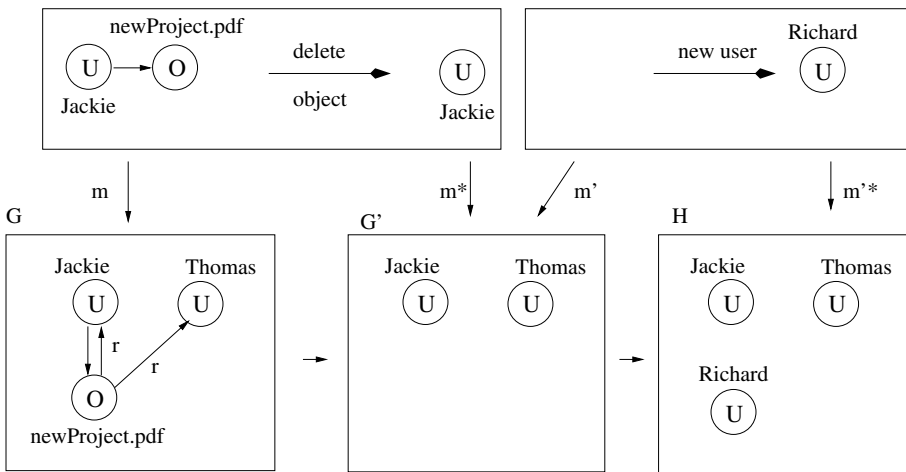 newProject.pdf
U
O
Jackie
delete
object
U
Jackie
new user
Richard
U
m
m*
m'
m'*
G
Jackie
Thomas
U
U
r
r
O
newProject.pdf
G'
Jackie
Thomas
U
U
H
Jackie
Thomas
U
U
Richard
U